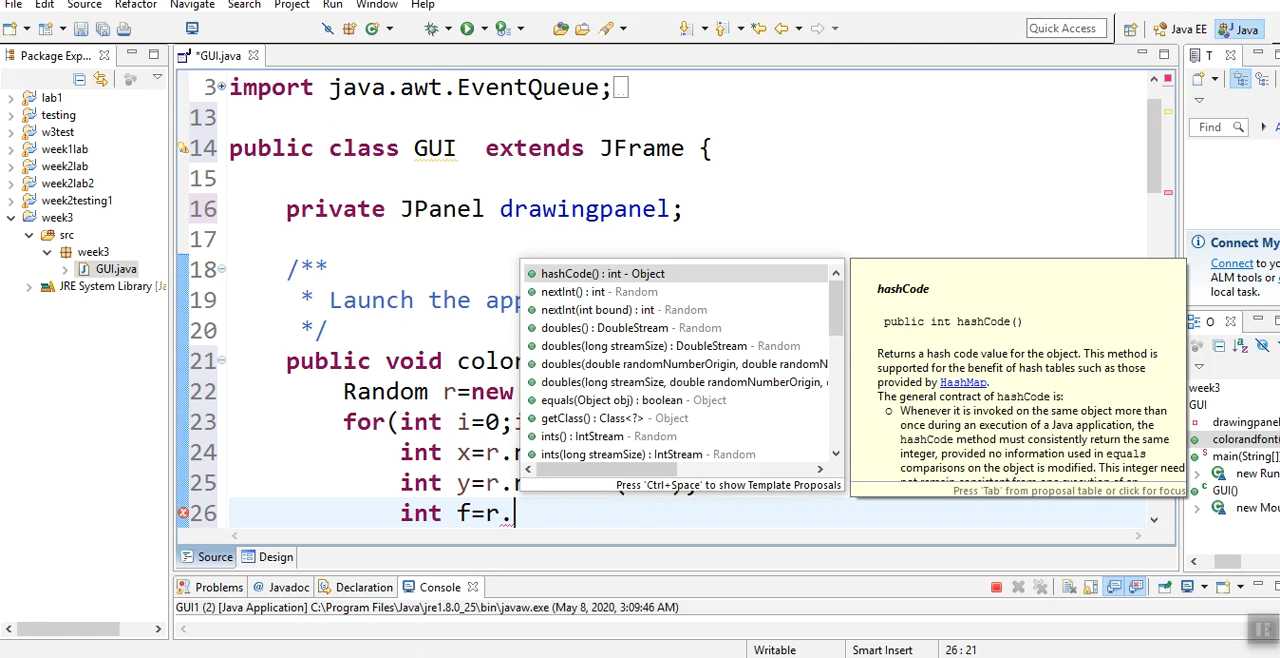 File Edit Source Refactor Navigate Search Project Run Window Help
Quick Access
Java EE
Java
Package Exp...
*GUI.java
T
lab1
testing
w3test
week1lab
week2lab
week2lab2
week2testing1
week3
src
week3
GUI.java
JRE System Library [Ja
3 import java.awt.EventQueue;
13
14 public class GUI extends JFrame {
15
16 private JPanel drawingpanel;
17
18 /**
19 * Launch the app
20 */
21 public void color
22 Random r=new
23 for(int i=0;i
24 int x=r.n
25 int y=r.n
26 int f=r.
hashCode() : int - Object
nextInt() : int - Random
nextInt(int bound) : int - Random
doubles() : DoubleStream - Random
doubles(long streamSize) : DoubleStream - Random
doubles(double randomNumberOrigin, double randomN
doubles(long streamSize, double randomNumberOrigin,
equals(Object obj) : boolean - Object
getClass() : Class<?> - Object
ints() : IntStream - Random
ints(long streamSize) : IntStream - Random
Press 'Ctrl+Space' to show Template Proposals
hashCode
public int hashCode()
Returns a hash code value for the object. This method is
supported for the benefit of hash tables such as those
provided by HashMap.
The general contract of hashCode is:
Whenever it is invoked on the same object more than
once during an execution of a Java application, the
hashCode method must consistently return the same
integer, provided no information used in equals
comparisons on the object is modified. This integer need
Press 'Tab' from proposal table or click for focus
Find
Connect My
Connect to yo
ALM tools or
local task.
O
week3
GUI
drawingpanel
colorandfont(
main(String[]
new Run
GUI()
new Mou
Source Design
Problems @ Javadoc Declaration Console
GUI1 (2) [Java Application] C:\Program Files\Java\jre1.8.0_25\bin\javaw.exe (May 8, 2020, 3:09:46 AM)
Writable Smart Insert 26 : 21